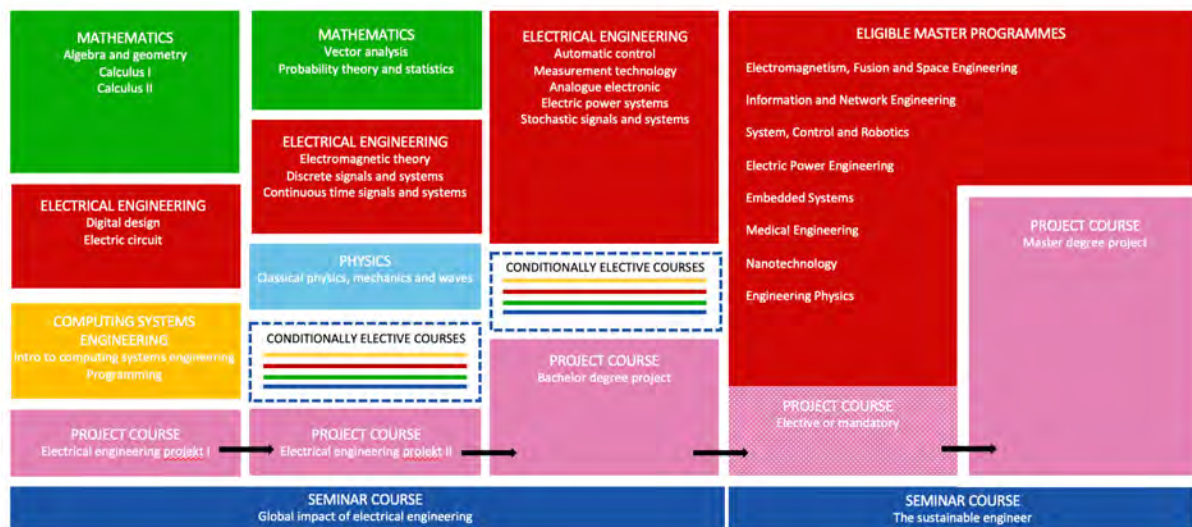 MATHEMATICS
Algebra and geometry
Calculus I
Calculus II
ELECTRICAL ENGINEERING
Digital design
Electric circuit
COMPUTING SYSTEMS
ENGINEERING
Intro to computing systems engineering
Programming
PROJECT COURSE
Electrical engineering projekt I
MATHEMATICS
Vector analysis
Probability theory and statistics
ELECTRICAL ENGINEERING
Electromagnetic theory
Discrete signals and systems
Continuous time signals and systems
PHYSICS
Classical physics, mechanics and waves
CONDITIONALLY ELECTIVE COURSES
PROJECT COURSE
Electrical engineering projekt II
ELECTRICAL ENGINEERING
Automatic control
Measurement technology
Analogue electronic
Electric power systems
Stochastic signals and systems
CONDITIONALLY ELECTIVE COURSES
PROJECT COURSE
Bachelor degree project
ELIGIBLE MASTER PROGRAMMES
Electromagnetism, Fusion and Space Engineering
Information and Network Engineering
System, Control and Robotics
Electric Power Engineering
Embedded Systems
Medical Engineering
Nanotechnology
Engineering Physics
PROJECT COURSE
Elective or mandatory
PROJECT COURSE
Master degree project
SEMINAR COURSE
Global impact of electrical engineering
SEMINAR COURSE
The sustainable engineer